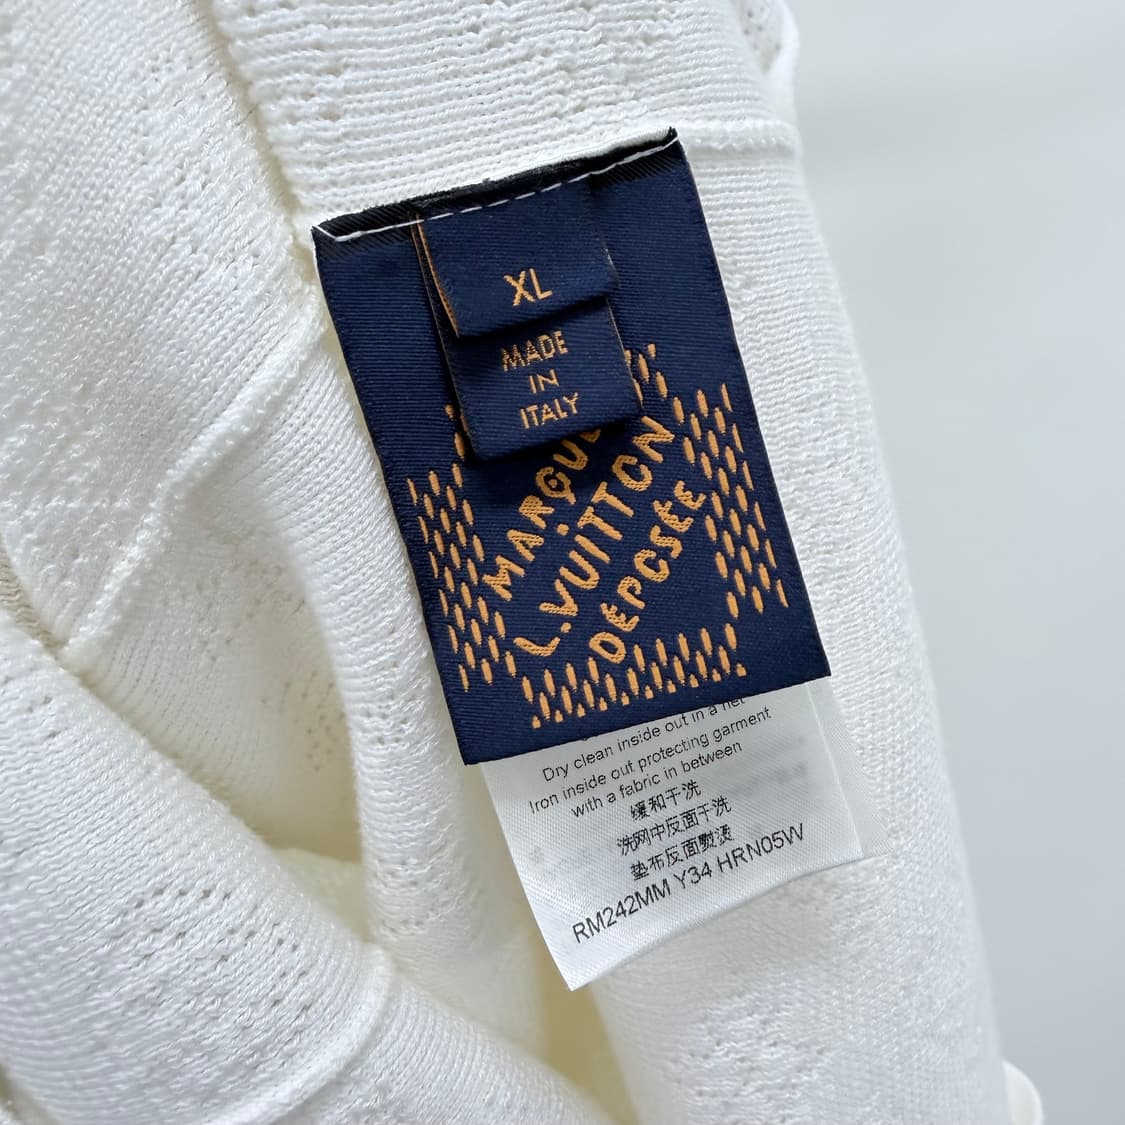 XL
MADE
IN
ITALY
MARQUE
L.VUITTON
DÉPOSÉE
Dry clean inside out in a net
Iron inside out protecting garment
with a fabric in between
缓和干洗
洗网中反面干洗
垫布反面熨烫
RM242MM Y34 HRN05W